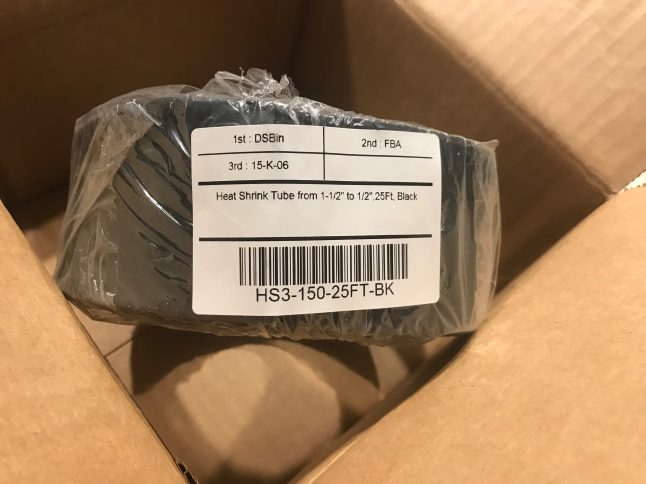 1st : DSBin 2nd : FBA
3rd : 15-K-06
Heat Shrink Tube from 1-1/2" to 1/2",25Ft, Black
HS3-150-25FT-BK